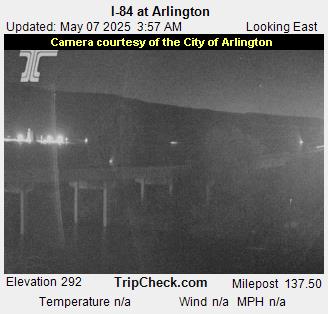 I-84 at Arlington
Updated: May 07 2025 3:57 AM Looking East
Camera courtesy of the City of Arlington
Elevation 292 TripCheck.com Milepost 137.50
Temperature n/a Wind n/a MPH n/a